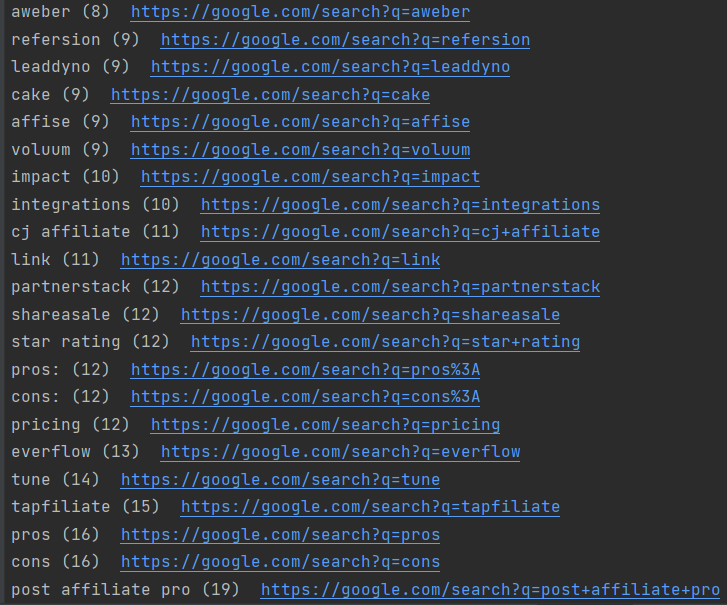 aweber (8)  https://google.com/search?q=aweber
refersion (9)  https://google.com/search?q=refersion
leaddyno (9)  https://google.com/search?q=leaddyno
cake (9)  https://google.com/search?q=cake
affise (9)  https://google.com/search?q=affise
voluum (9)  https://google.com/search?q=voluum
impact (10)  https://google.com/search?q=impact
integrations (10)  https://google.com/search?q=integrations
cj affiliate (11)  https://google.com/search?q=cj+affiliate
link (11)  https://google.com/search?q=link
partnerstack (12)  https://google.com/search?q=partnerstack
shareasale (12)  https://google.com/search?q=shareasale
star rating (12)  https://google.com/search?q=star+rating
pros: (12)  https://google.com/search?q=pros%3A
cons: (12)  https://google.com/search?q=cons%3A
pricing (12)  https://google.com/search?q=pricing
everflow (13)  https://google.com/search?q=everflow
tune (14)  https://google.com/search?q=tune
tapfiliate (15)  https://google.com/search?q=tapfiliate
pros (16)  https://google.com/search?q=pros
cons (16)  https://google.com/search?q=cons
post affiliate pro (19)  https://google.com/search?q=post+affiliate+pro